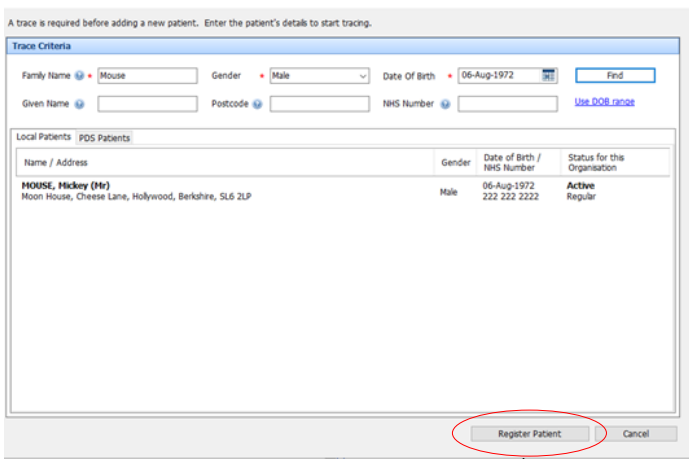 A trace is required before adding a new patient. Enter the patient's details to start tracing.
Trace Criteria
Family Name Mouse Gender Male Date Of Birth 06-Aug-1972 Find
Given Name Postcode NHS Number Use DOB range
Local Patients PDS Patients
Name / Address Gender Date of Birth / NHS Number Status for this Organisation
MOUSE, Mickey (Mr) Male 06-Aug-1972 Active
Moon House, Cheese Lane, Hollywood, Berkshire, SL6 2LP 222 222 2222 Regular
Register Patient Cancel